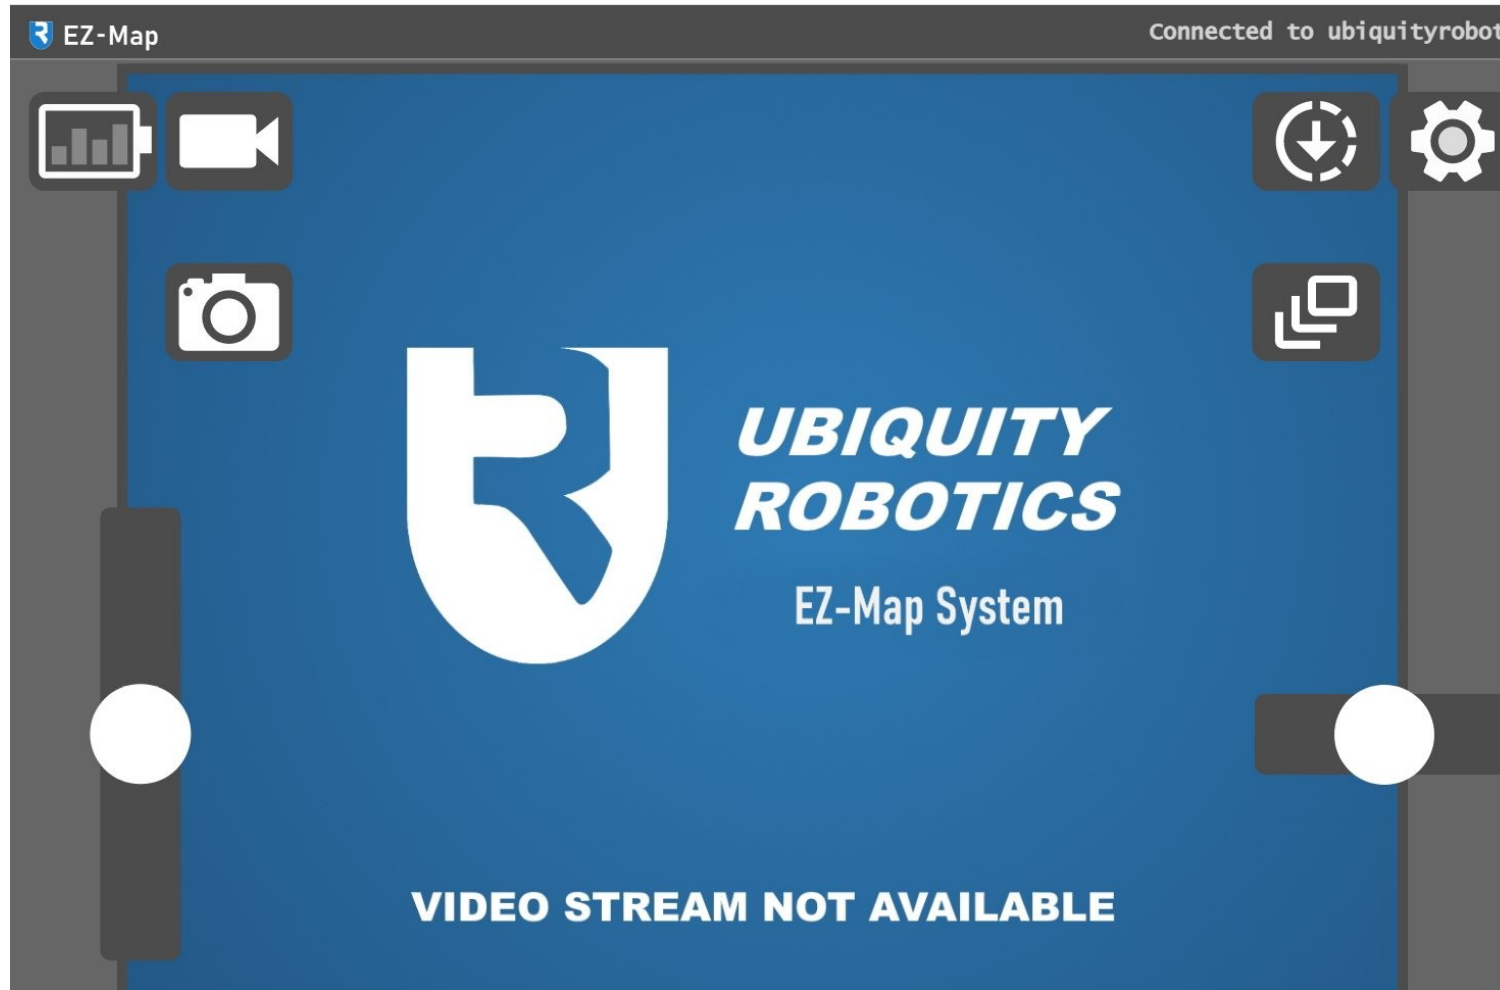 EZ-Map
Connected to ubiquityrobot
UBIQUITY
ROBOTICS
EZ-Map System
VIDEO STREAM NOT AVAILABLE